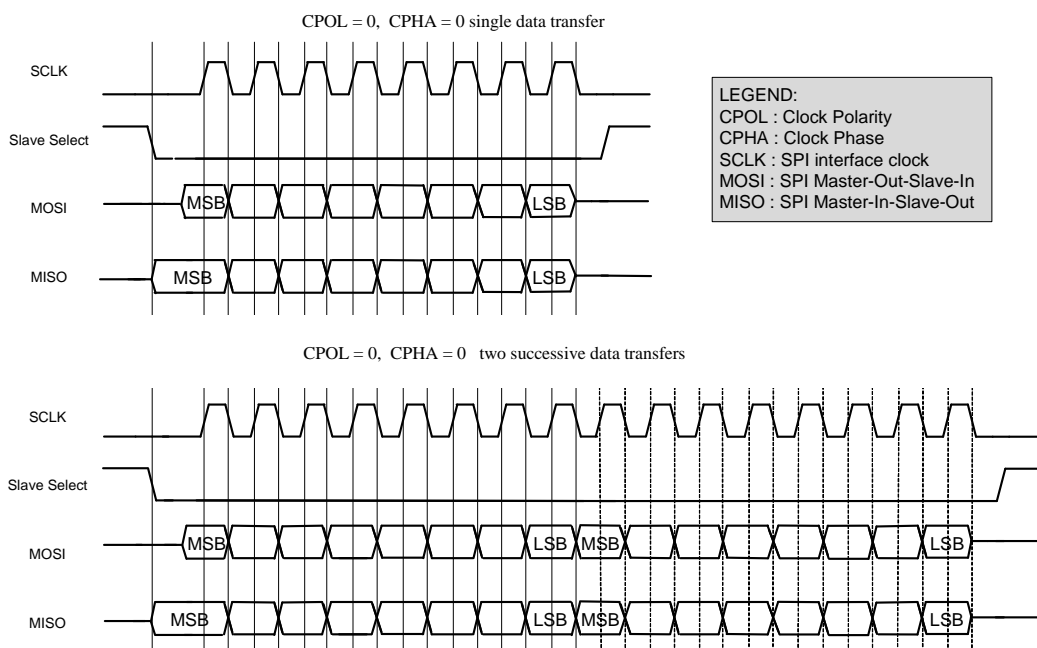 CPOL = 0, CPHA = 0 single data transfer
SCLK
Slave Select
MOSI
MSB
LSB
MISO
MSB
LSB
LEGEND:
CPOL : Clock Polarity
CPHA : Clock Phase
SCLK : SPI interface clock
MOSI : SPI Master-Out-Slave-In
MISO : SPI Master-In-Slave-Out
CPOL = 0, CPHA = 0 two successive data transfers
SCLK
Slave Select
MOSI
MSB
LSB
MSB
LSB
MISO
MSB
LSB
MSB
LSB